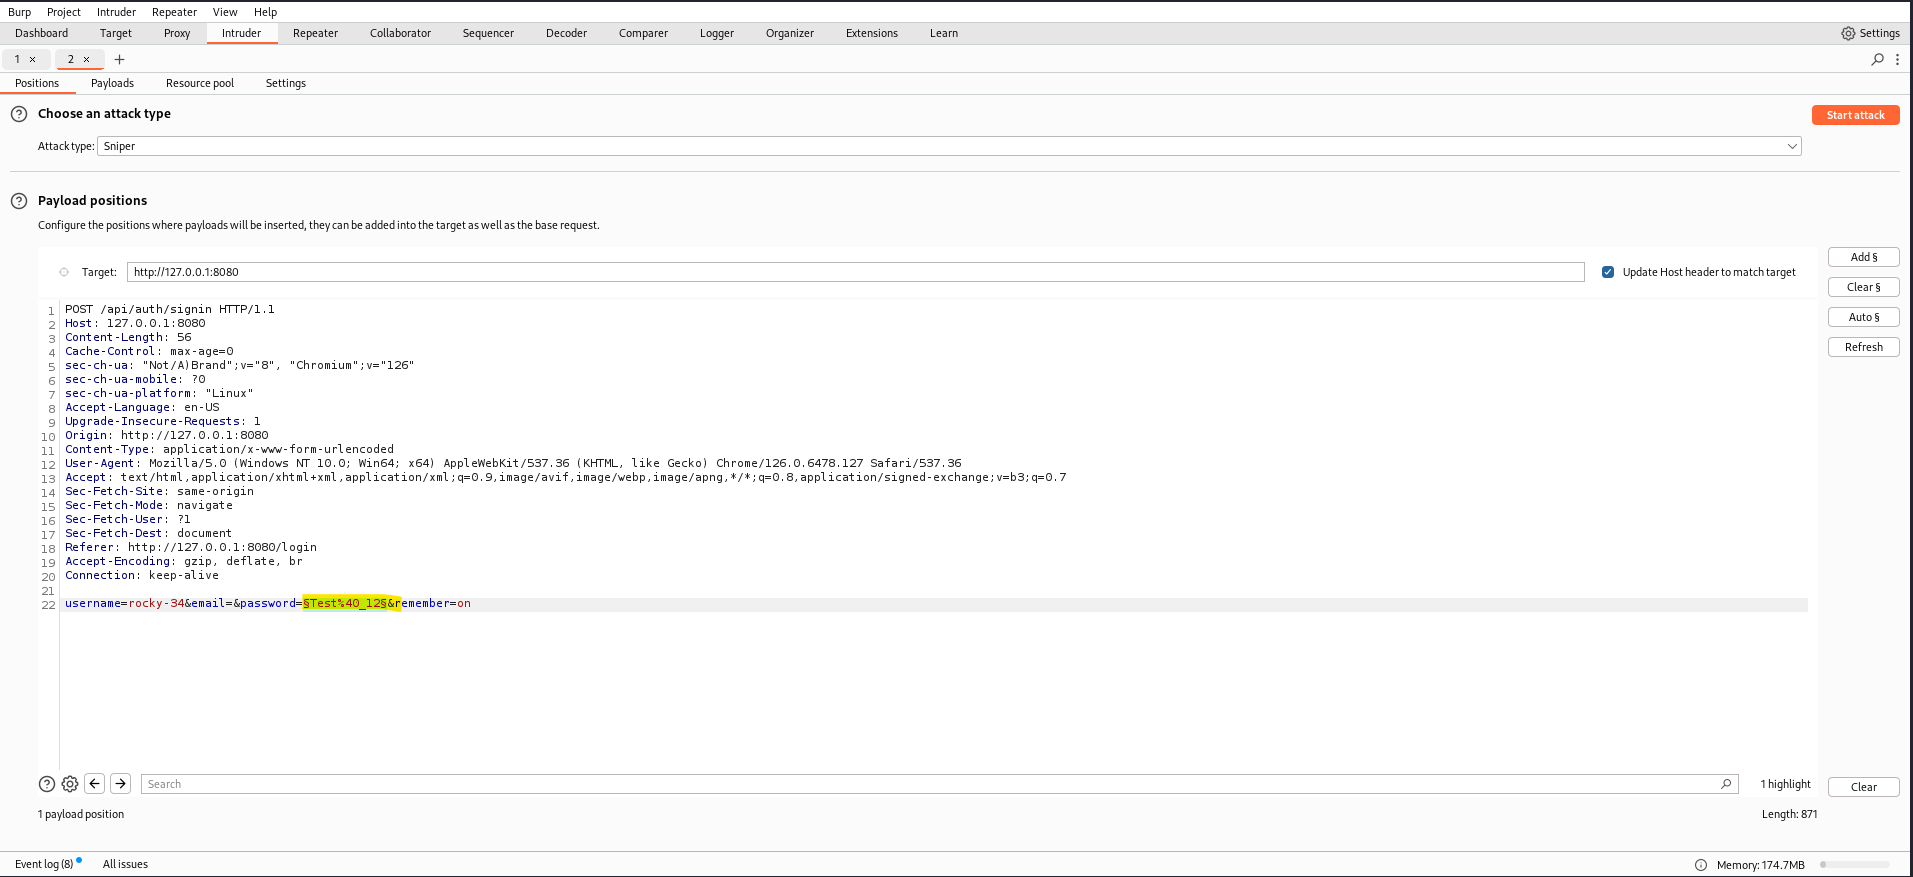 Burp Project Intruder Repeater View Help
Dashboard Target Proxy Intruder Repeater Collaborator Sequencer Decoder Comparer Logger Organizer Extensions Learn Settings
1 × 2 × +
Positions Payloads Resource pool Settings
? Choose an attack type Start attack
Attack type: Sniper
? Payload positions
Configure the positions where payloads will be inserted, they can be added into the target as well as the base request.
Target: http://127.0.0.1:8080 Update Host header to match target
Add §
Clear §
Auto §
Refresh
1 POST /api/auth/signin HTTP/1.1
2 Host: 127.0.0.1:8080
3 Content-Length: 56
4 Cache-Control: max-age=0
5 sec-ch-ua: "Not/A)Brand";v="8", "Chromium";v="126"
6 sec-ch-ua-mobile: ?0
7 sec-ch-ua-platform: "Linux"
8 Accept-Language: en-US
9 Upgrade-Insecure-Requests: 1
10 Origin: http://127.0.0.1:8080
11 Content-Type: application/x-www-form-urlencoded
12 User-Agent: Mozilla/5.0 (Windows NT 10.0; Win64; x64) AppleWebKit/537.36 (KHTML, like Gecko) Chrome/126.0.6478.127 Safari/537.36
13 Accept: text/html,application/xhtml+xml,application/xml;q=0.9,image/avif,image/webp,image/apng,*/*;q=0.8,application/signed-exchange;v=b3;q=0.7
14 Sec-Fetch-Site: same-origin
15 Sec-Fetch-Mode: navigate
16 Sec-Fetch-User: ?1
17 Sec-Fetch-Dest: document
18 Referer: http://127.0.0.1:8080/login
19 Accept-Encoding: gzip, deflate, br
20 Connection: keep-alive
21
22 username=rocky-34&email=&password=§Test%40_12§&remember=on
? Search 1 highlight Clear
1 payload position Length: 871
Event log (8) All issues Memory: 174.7MB